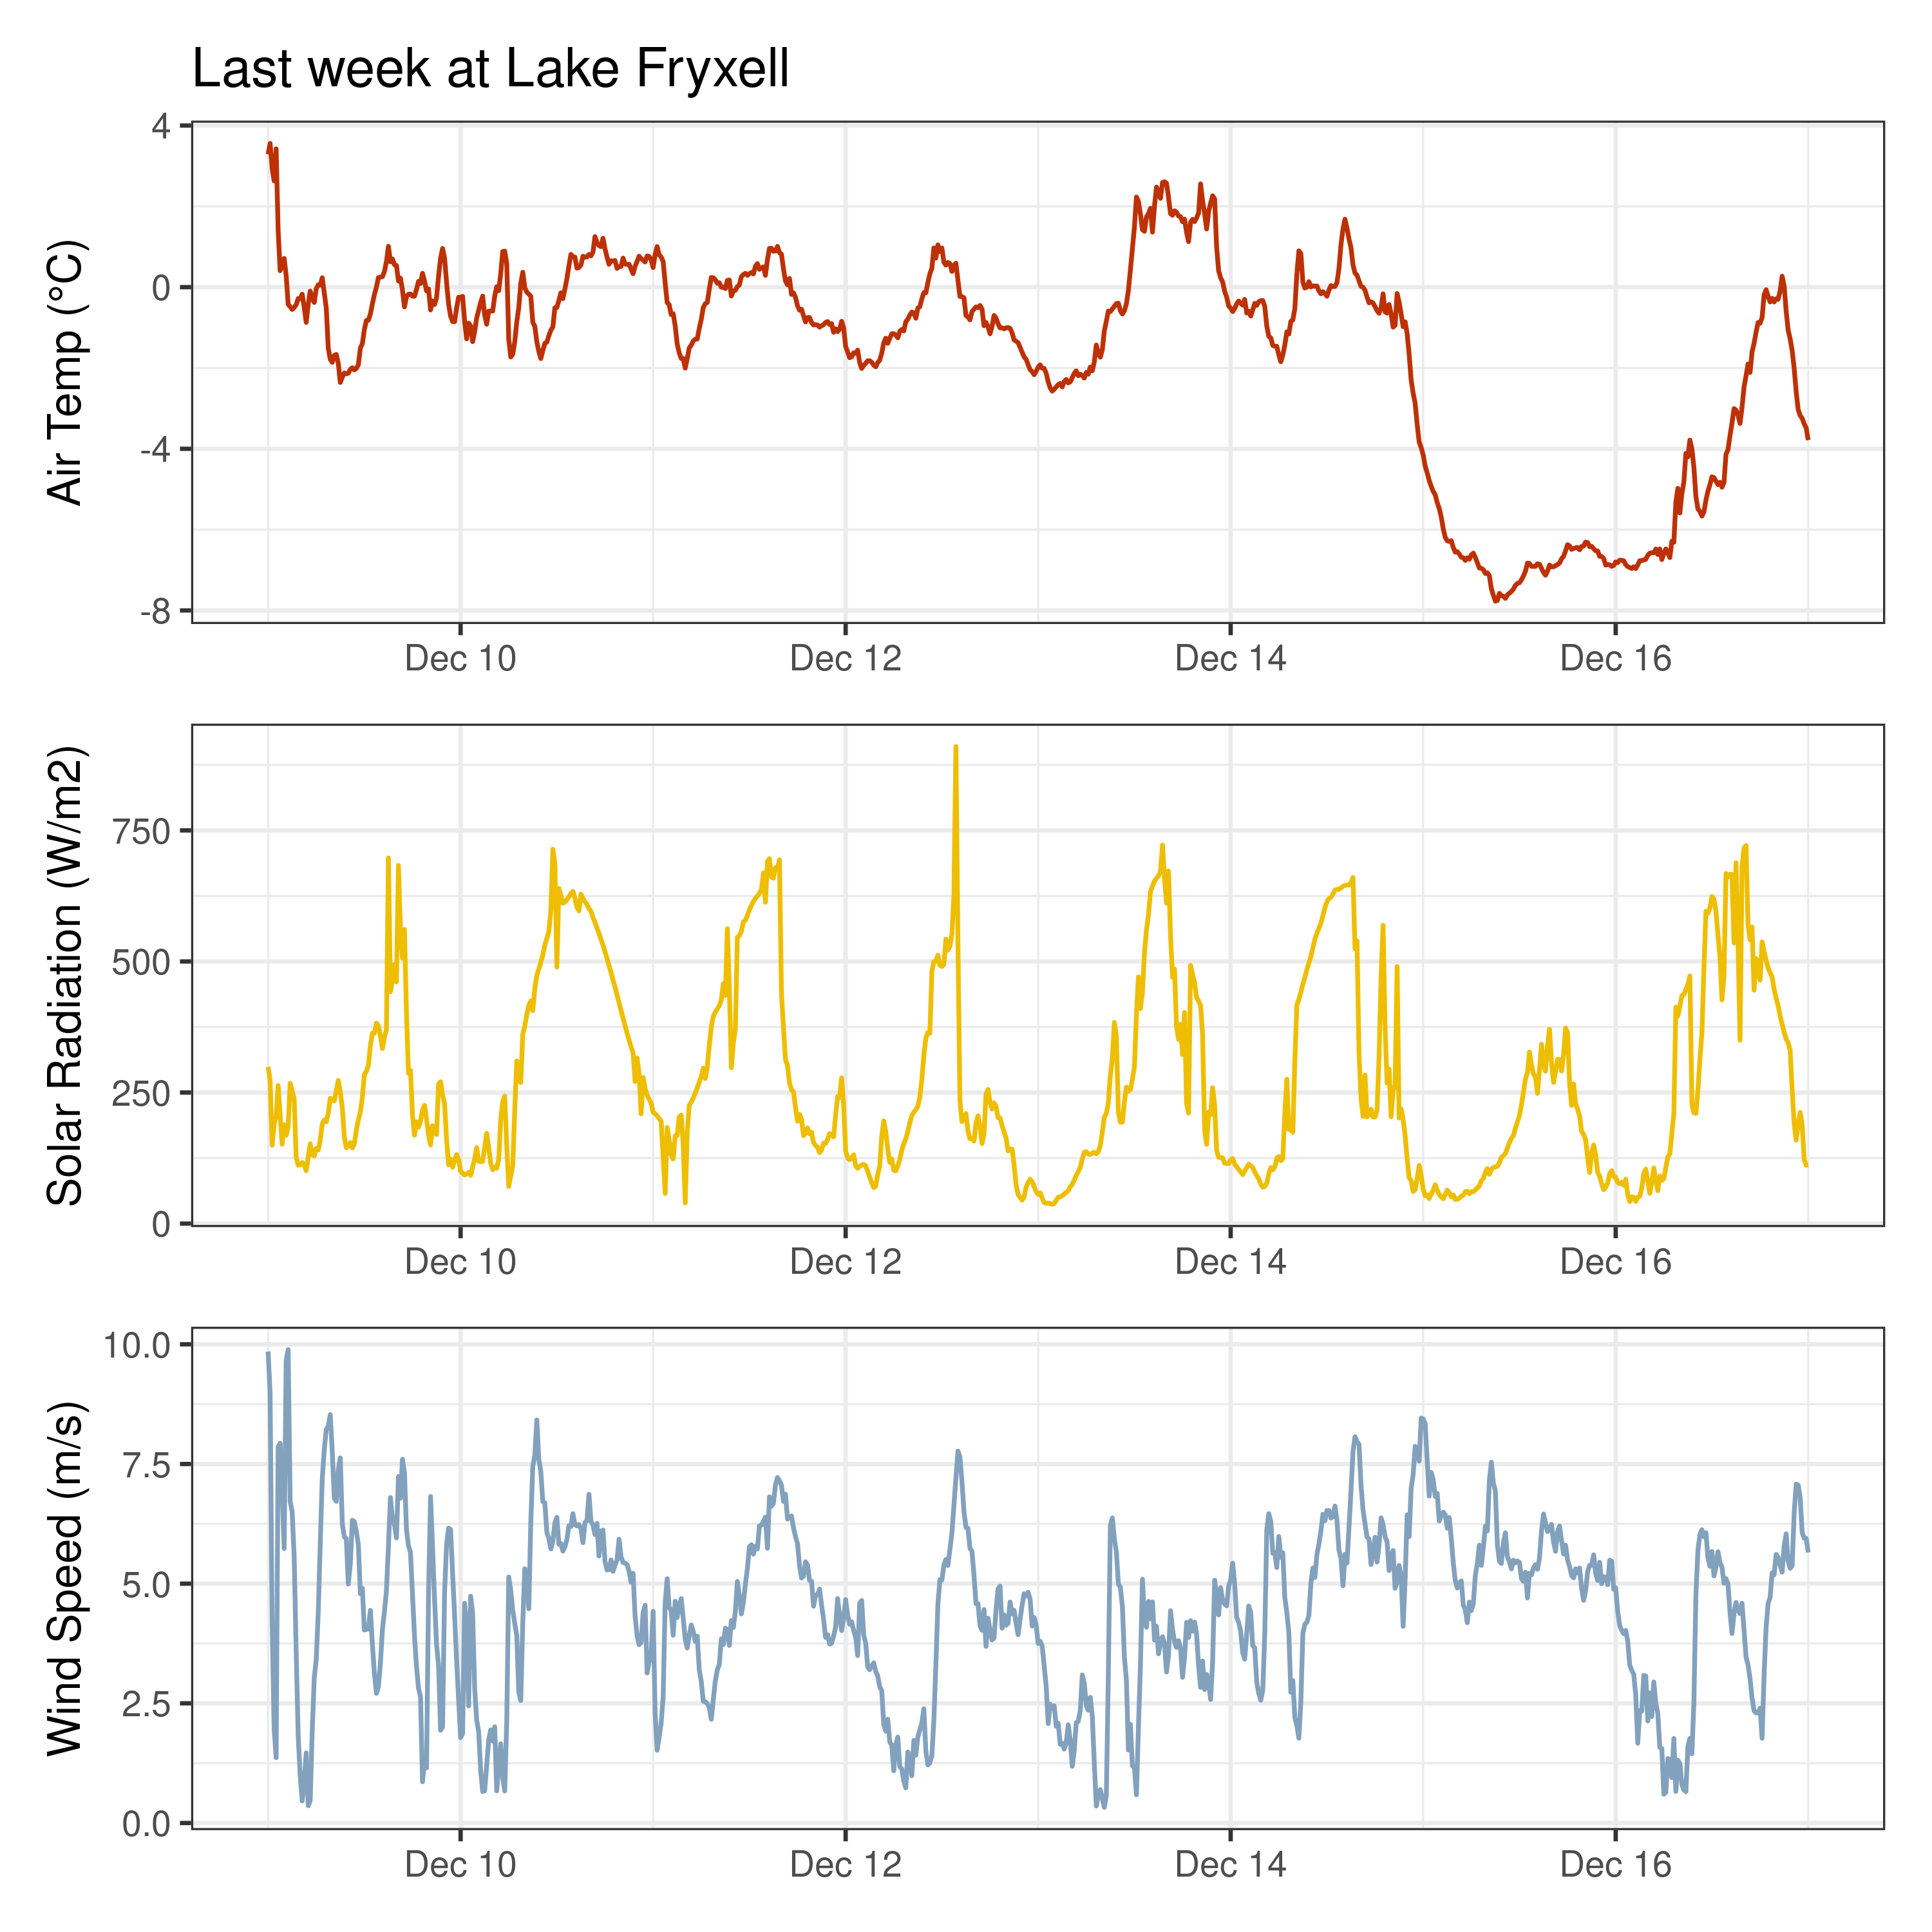 Last week at Lake Fryxell
Air Temp (°C)
4
0
-4
-8
Dec 10
Dec 12
Dec 14
Dec 16
Solar Radiation (W/m2)
750
500
250
0
Dec 10
Dec 12
Dec 14
Dec 16
Wind Speed (m/s)
10.0
7.5
5.0
2.5
0.0
Dec 10
Dec 12
Dec 14
Dec 16